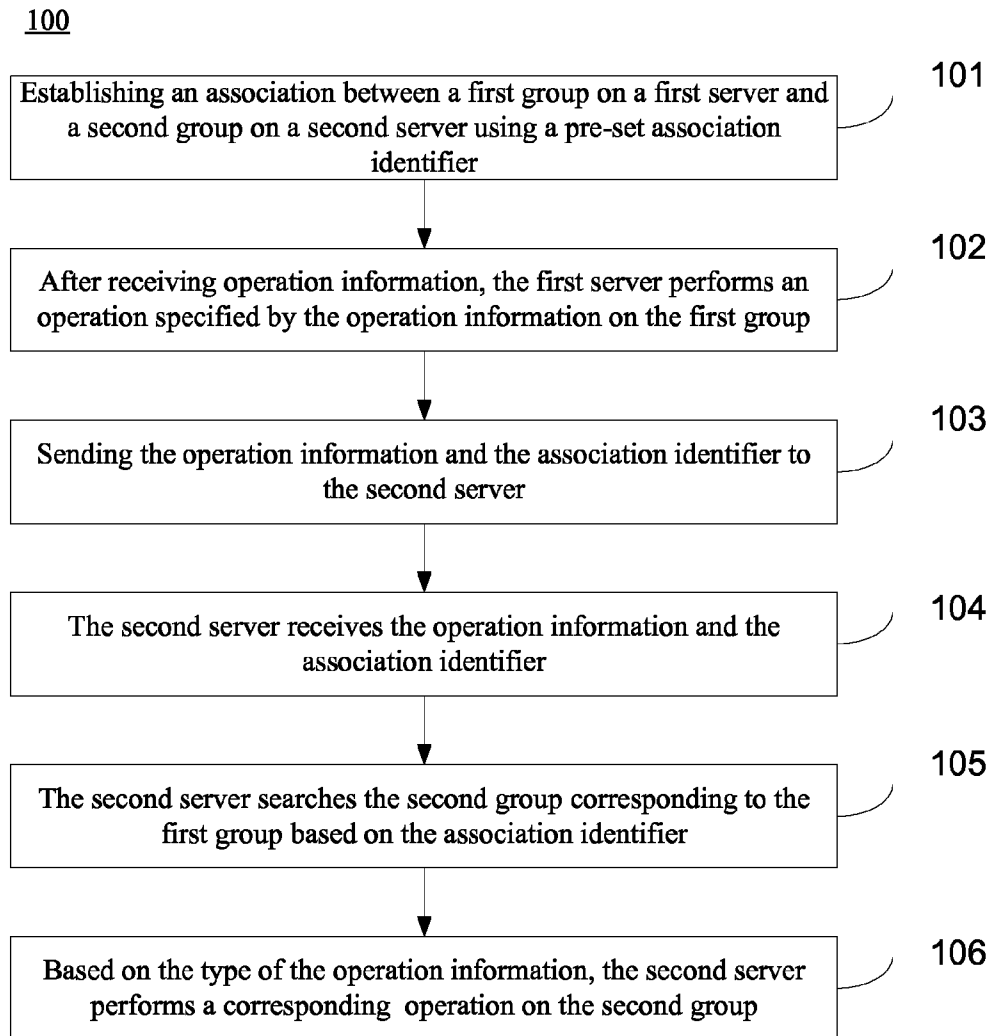 100
101
Establishing an association between a first group on a first server and
a second group on a second server using a pre-set association
identifier
102
After receiving operation information, the first server performs an
operation specified by the operation information on the first group
103
Sending the operation information and the association identifier to
the second server
104
The second server receives the operation information and the
association identifier
105
The second server searches the second group corresponding to the
first group based on the association identifier
106
Based on the type of the operation information, the second server
performs a corresponding operation on the second group